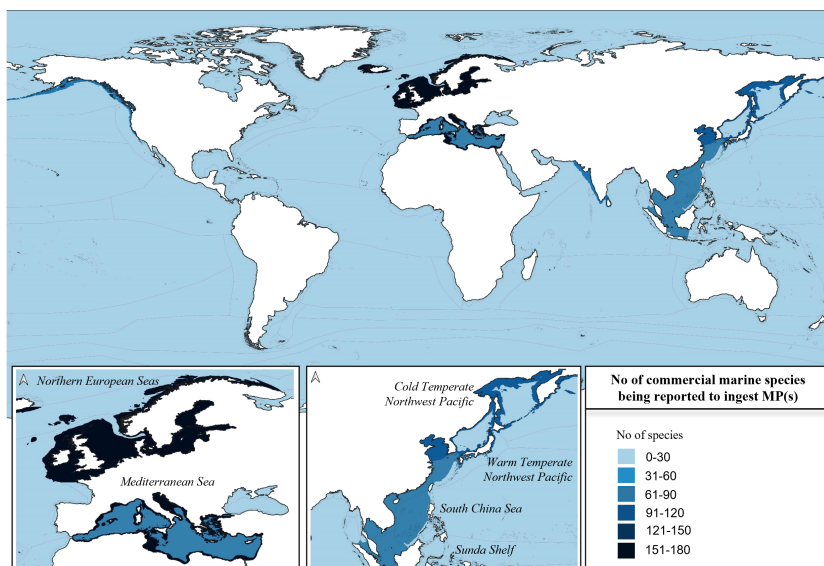 Northern European Seas
Mediterranean Sea
Cold Temperate
Northwest Pacific
Warm Temperate
Northwest Pacific
South China Sea
Sunda Shelf
No of commercial marine species
being reported to ingest MP(s)
No of species
0-30
31-60
61-90
91-120
121-150
151-180